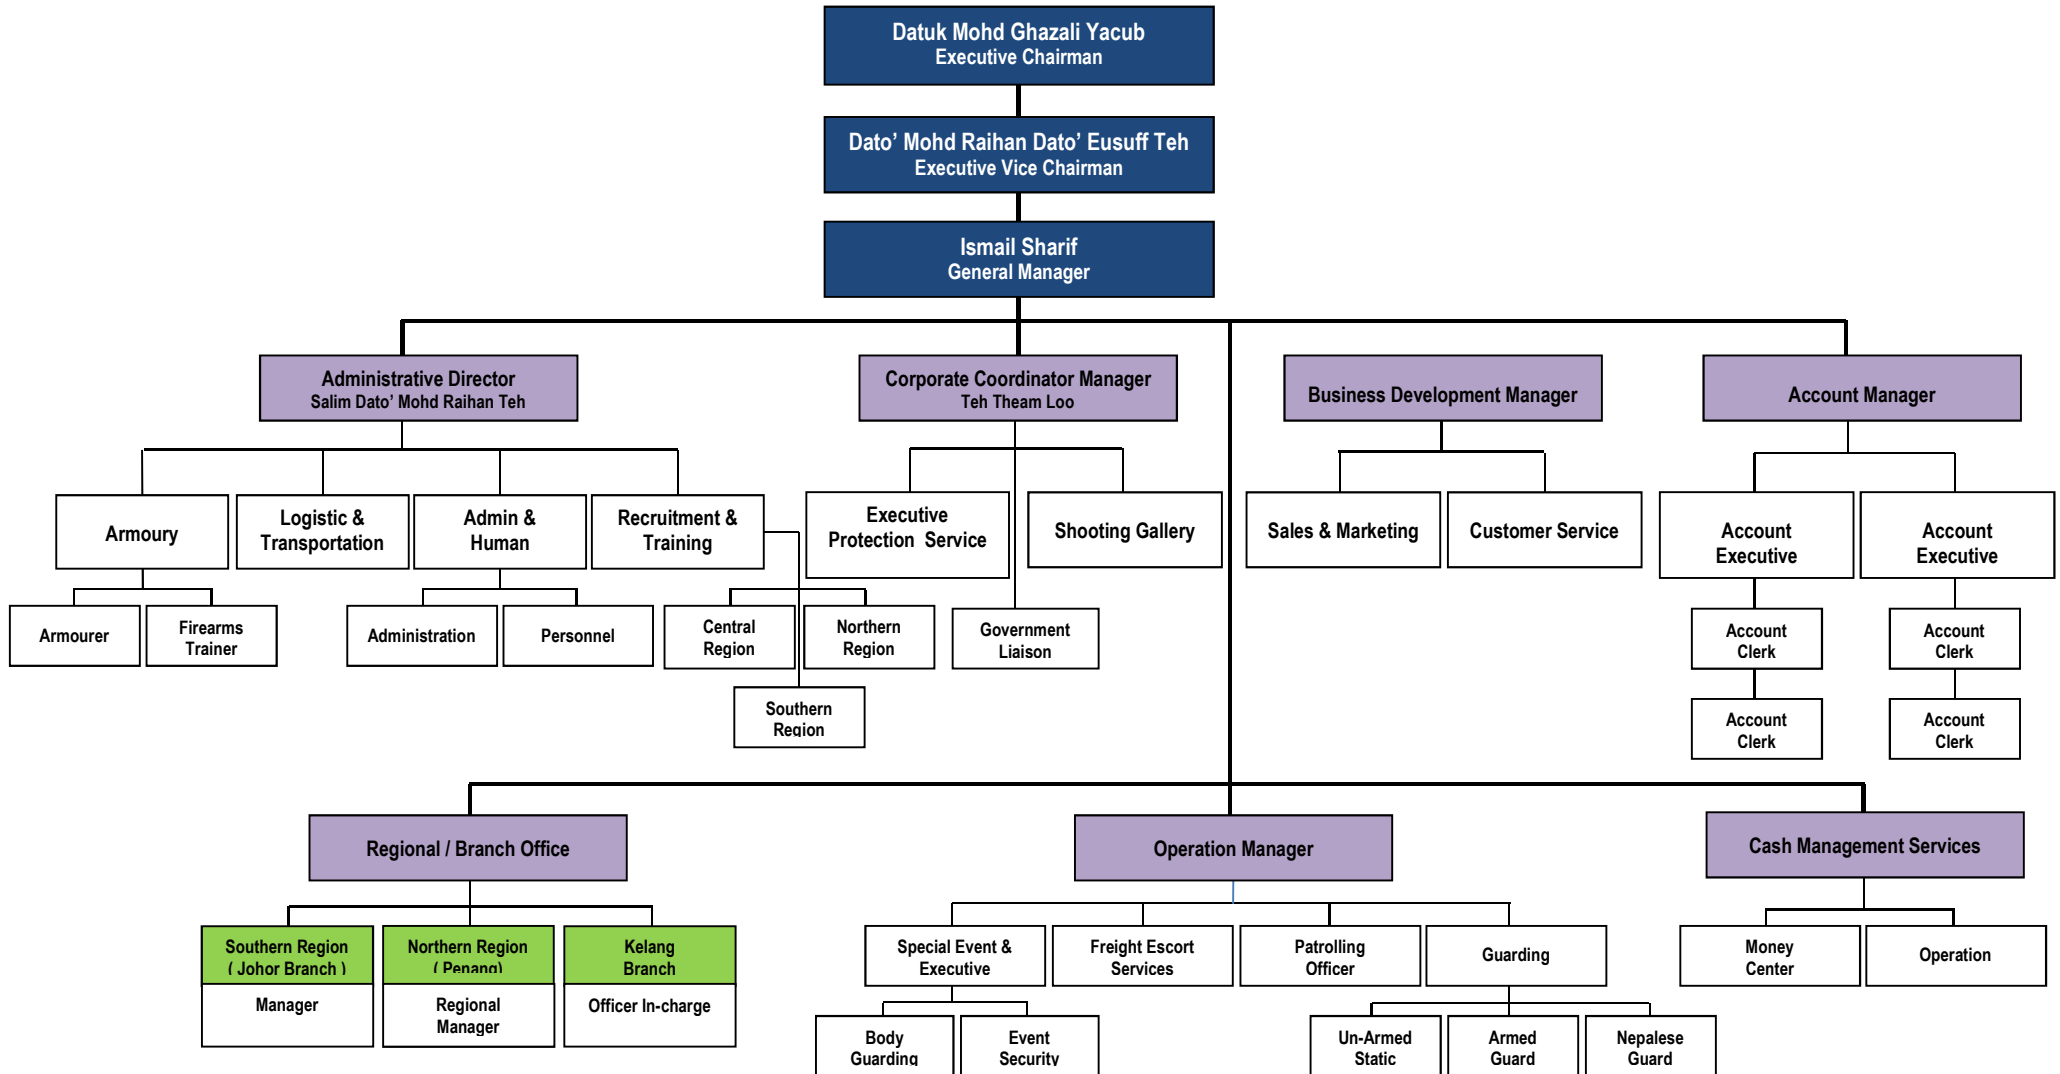 Datuk Mohd Ghazali Yacub
Executive Chairman
Dato’ Mohd Raihan Dato’ Eusuff Teh
Executive Vice Chairman
Ismail Sharif
General Manager
Administrative Director
Salim Dato’ Mohd Raihan Teh
Corporate Coordinator Manager
Teh Theam Loo
Business Development Manager
Account Manager
Armoury
Logistic &
Transportation
Admin &
Human
Recruitment &
Training
Executive
Protection Service
Shooting Gallery
Sales & Marketing
Customer Service
Account
Executive
Account
Executive
Armourer
Firearms
Trainer
Administration
Personnel
Central
Region
Northern
Region
Government
Liaison
Account
Clerk
Account
Clerk
Southern
Region
Account
Clerk
Account
Clerk
Regional / Branch Office
Operation Manager
Cash Management Services
Southern Region
( Johor Branch )
Manager
Northern Region
( Penang)
Regional
Manager
Kelang
Branch
Officer In-charge
Special Event &
Executive
Freight Escort
Services
Patrolling
Officer
Guarding
Money
Center
Operation
Body
Guarding
Event
Security
Un-Armed
Static
Armed
Guard
Nepalese
Guard